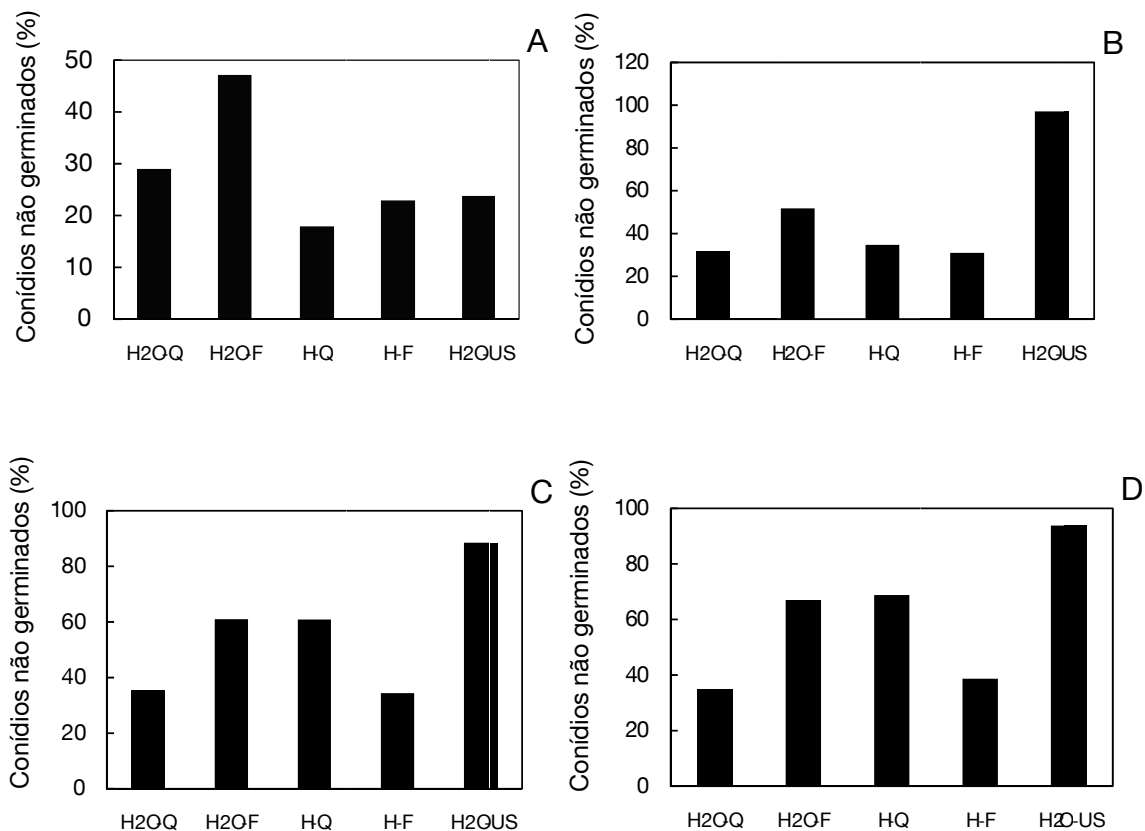 A
Conídios não germinados (%)
50
40
30
20
10
0
H2O-Q H2O-F H-Q H-F H2O-US
B
Conídios não germinados (%)
120
100
80
60
40
20
0
H2O-Q H2O-F H-Q H-F H2O-US
C
Conídios não germinados (%)
100
80
60
40
20
0
H2O-Q H2O-F H-Q H-F H2O-US
D
Conídios não germinados (%)
100
80
60
40
20
0
H2O-Q H2O-F H-Q H-F H2O-US